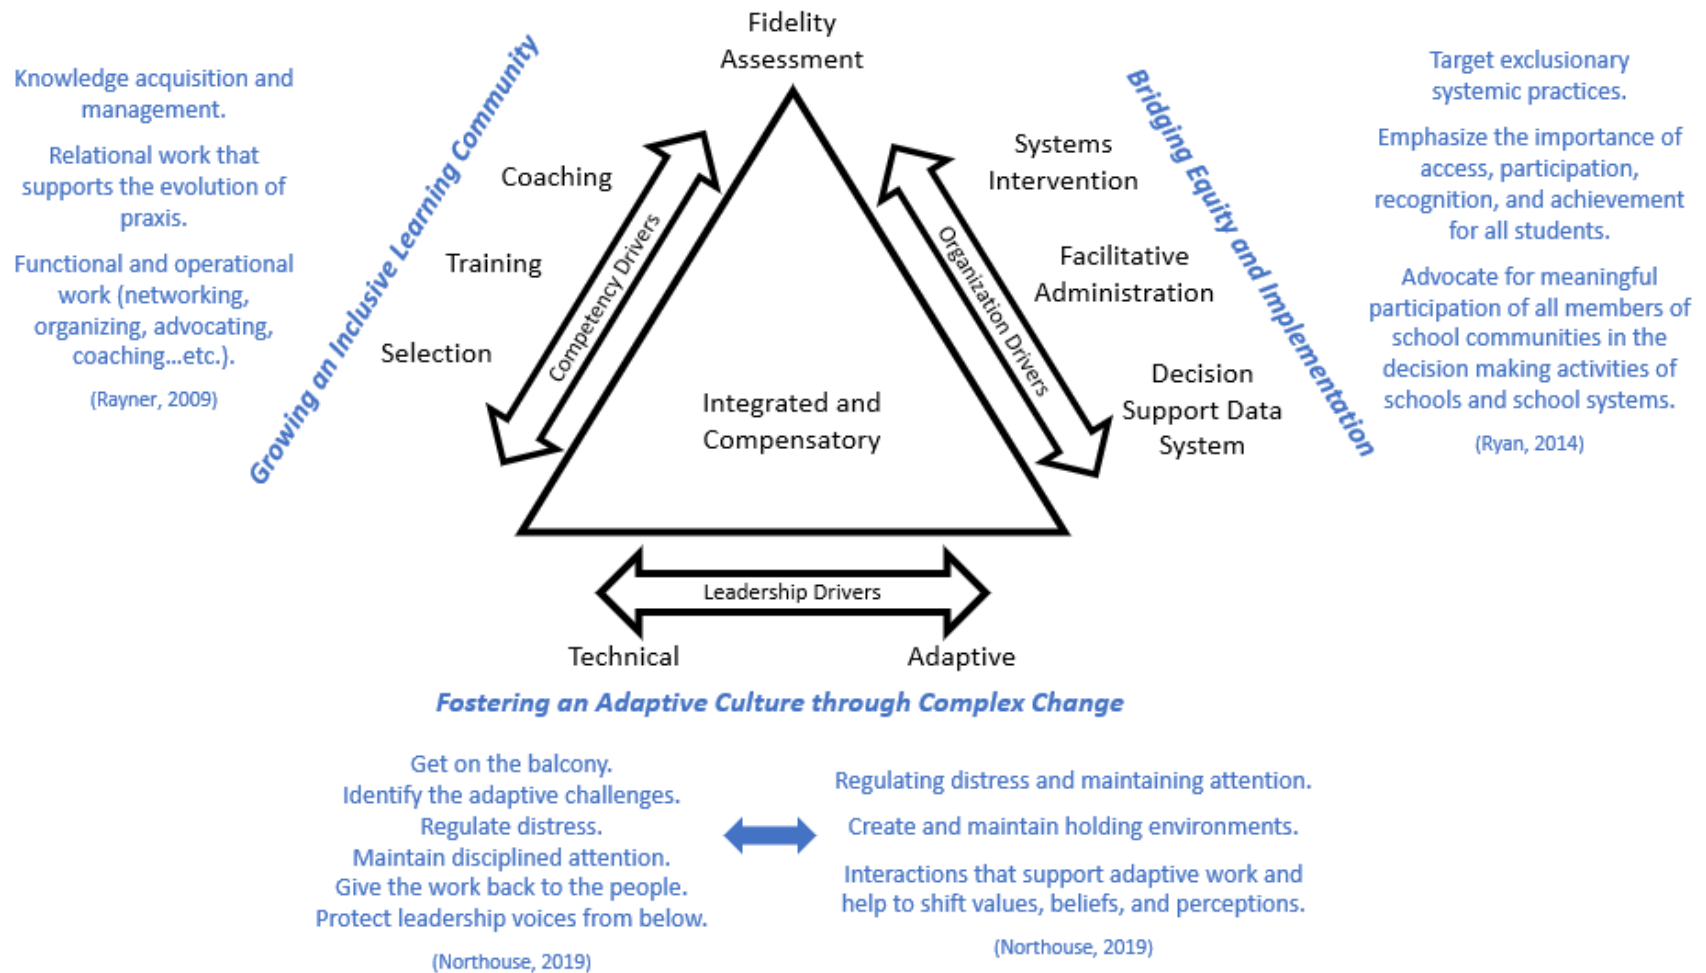 Fidelity
Assessment
Growing an Inclusive Learning Community
Knowledge acquisition and
management.
Relational work that
supports the evolution of
praxis.
Functional and operational
work (networking,
organizing, advocating,
coaching...etc.).
(Rayner, 2009)
Coaching
Training
Selection
Competency Drivers
Integrated and
Compensatory
Organization Drivers
Systems
Intervention
Facilitative
Administration
Decision
Support Data
System
Bridging Equity and Implementation
Target exclusionary
systemic practices.
Emphasize the importance of
access, participation,
recognition, and achievement
for all students.
Advocate for meaningful
participation of all members of
school communities in the
decision making activities of
schools and school systems.
(Ryan, 2014)
Leadership Drivers
Technical
Adaptive
Fostering an Adaptive Culture through Complex Change
Get on the balcony.
Identify the adaptive challenges.
Regulate distress.
Maintain disciplined attention.
Give the work back to the people.
Protect leadership voices from below.
(Northouse, 2019)
Regulating distress and maintaining attention.
Create and maintain holding environments.
Interactions that support adaptive work and
help to shift values, beliefs, and perceptions.
(Northouse, 2019)